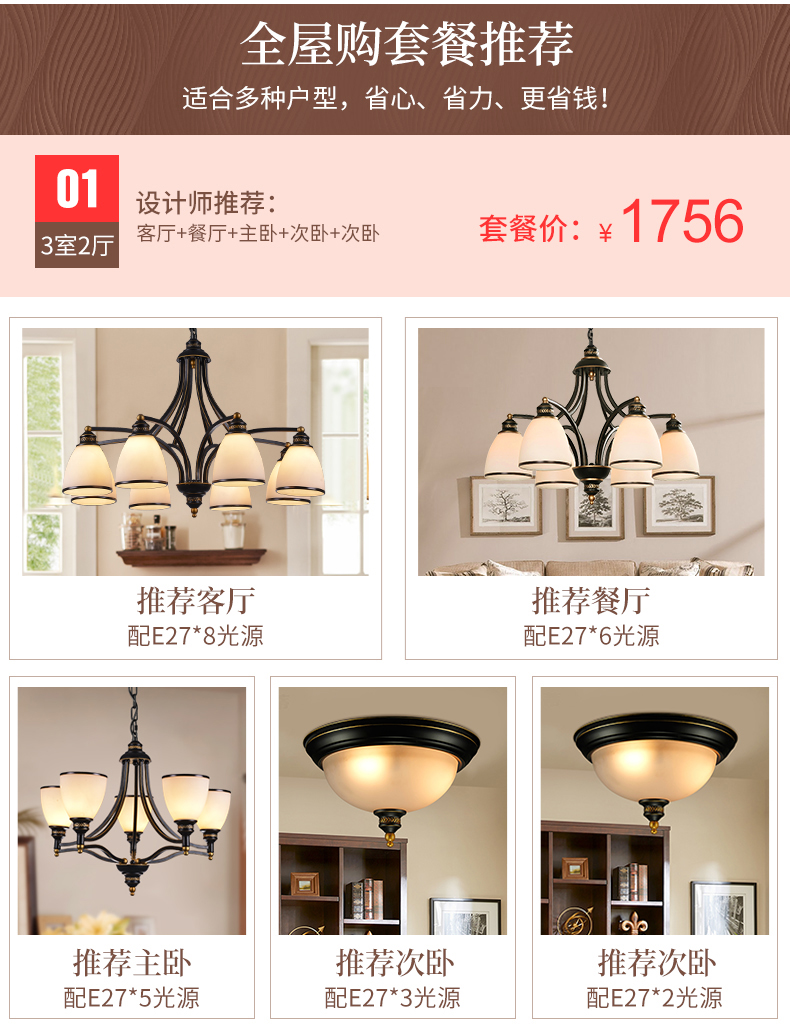 全屋购套餐推荐
适合多种户型，省心、省力、更省钱！
01
3室2厅
设计师推荐：
客厅+餐厅+主卧+次卧+次卧
套餐价：￥1756
推荐客厅
配E27*8光源
推荐餐厅
配E27*6光源
推荐主卧
配E27*5光源
推荐次卧
配E27*3光源
推荐次卧
配E27*2光源